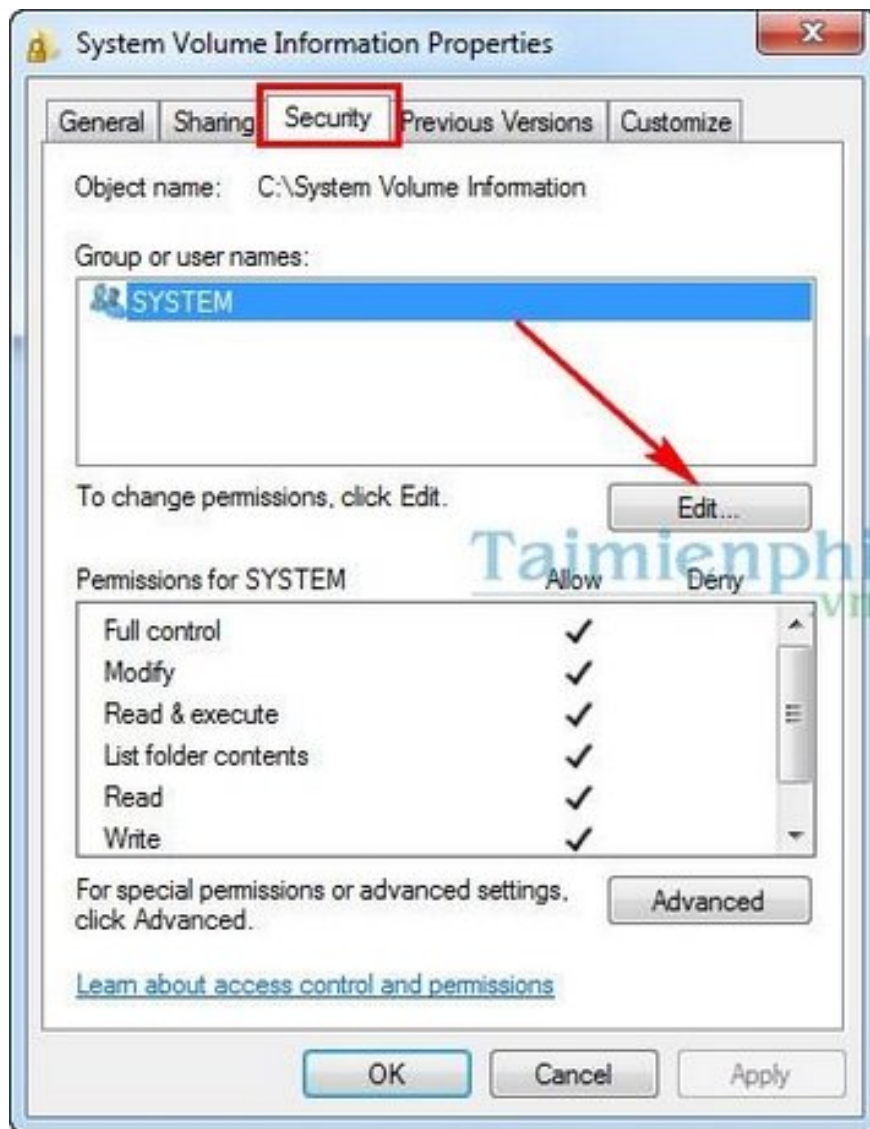 System Volume Information Properties
General Sharing Security Previous Versions Customize
Object name: C:\System Volume Information
Group or user names:
SYSTEM
To change permissions, click Edit.
Edit...
Taimienphi
.vn
Permissions for SYSTEM Allow Deny
Full control
Modify
Read & execute
List folder contents
Read
Write
For special permissions or advanced settings,
click Advanced.
Advanced
Learn about access control and permissions
OK Cancel Apply